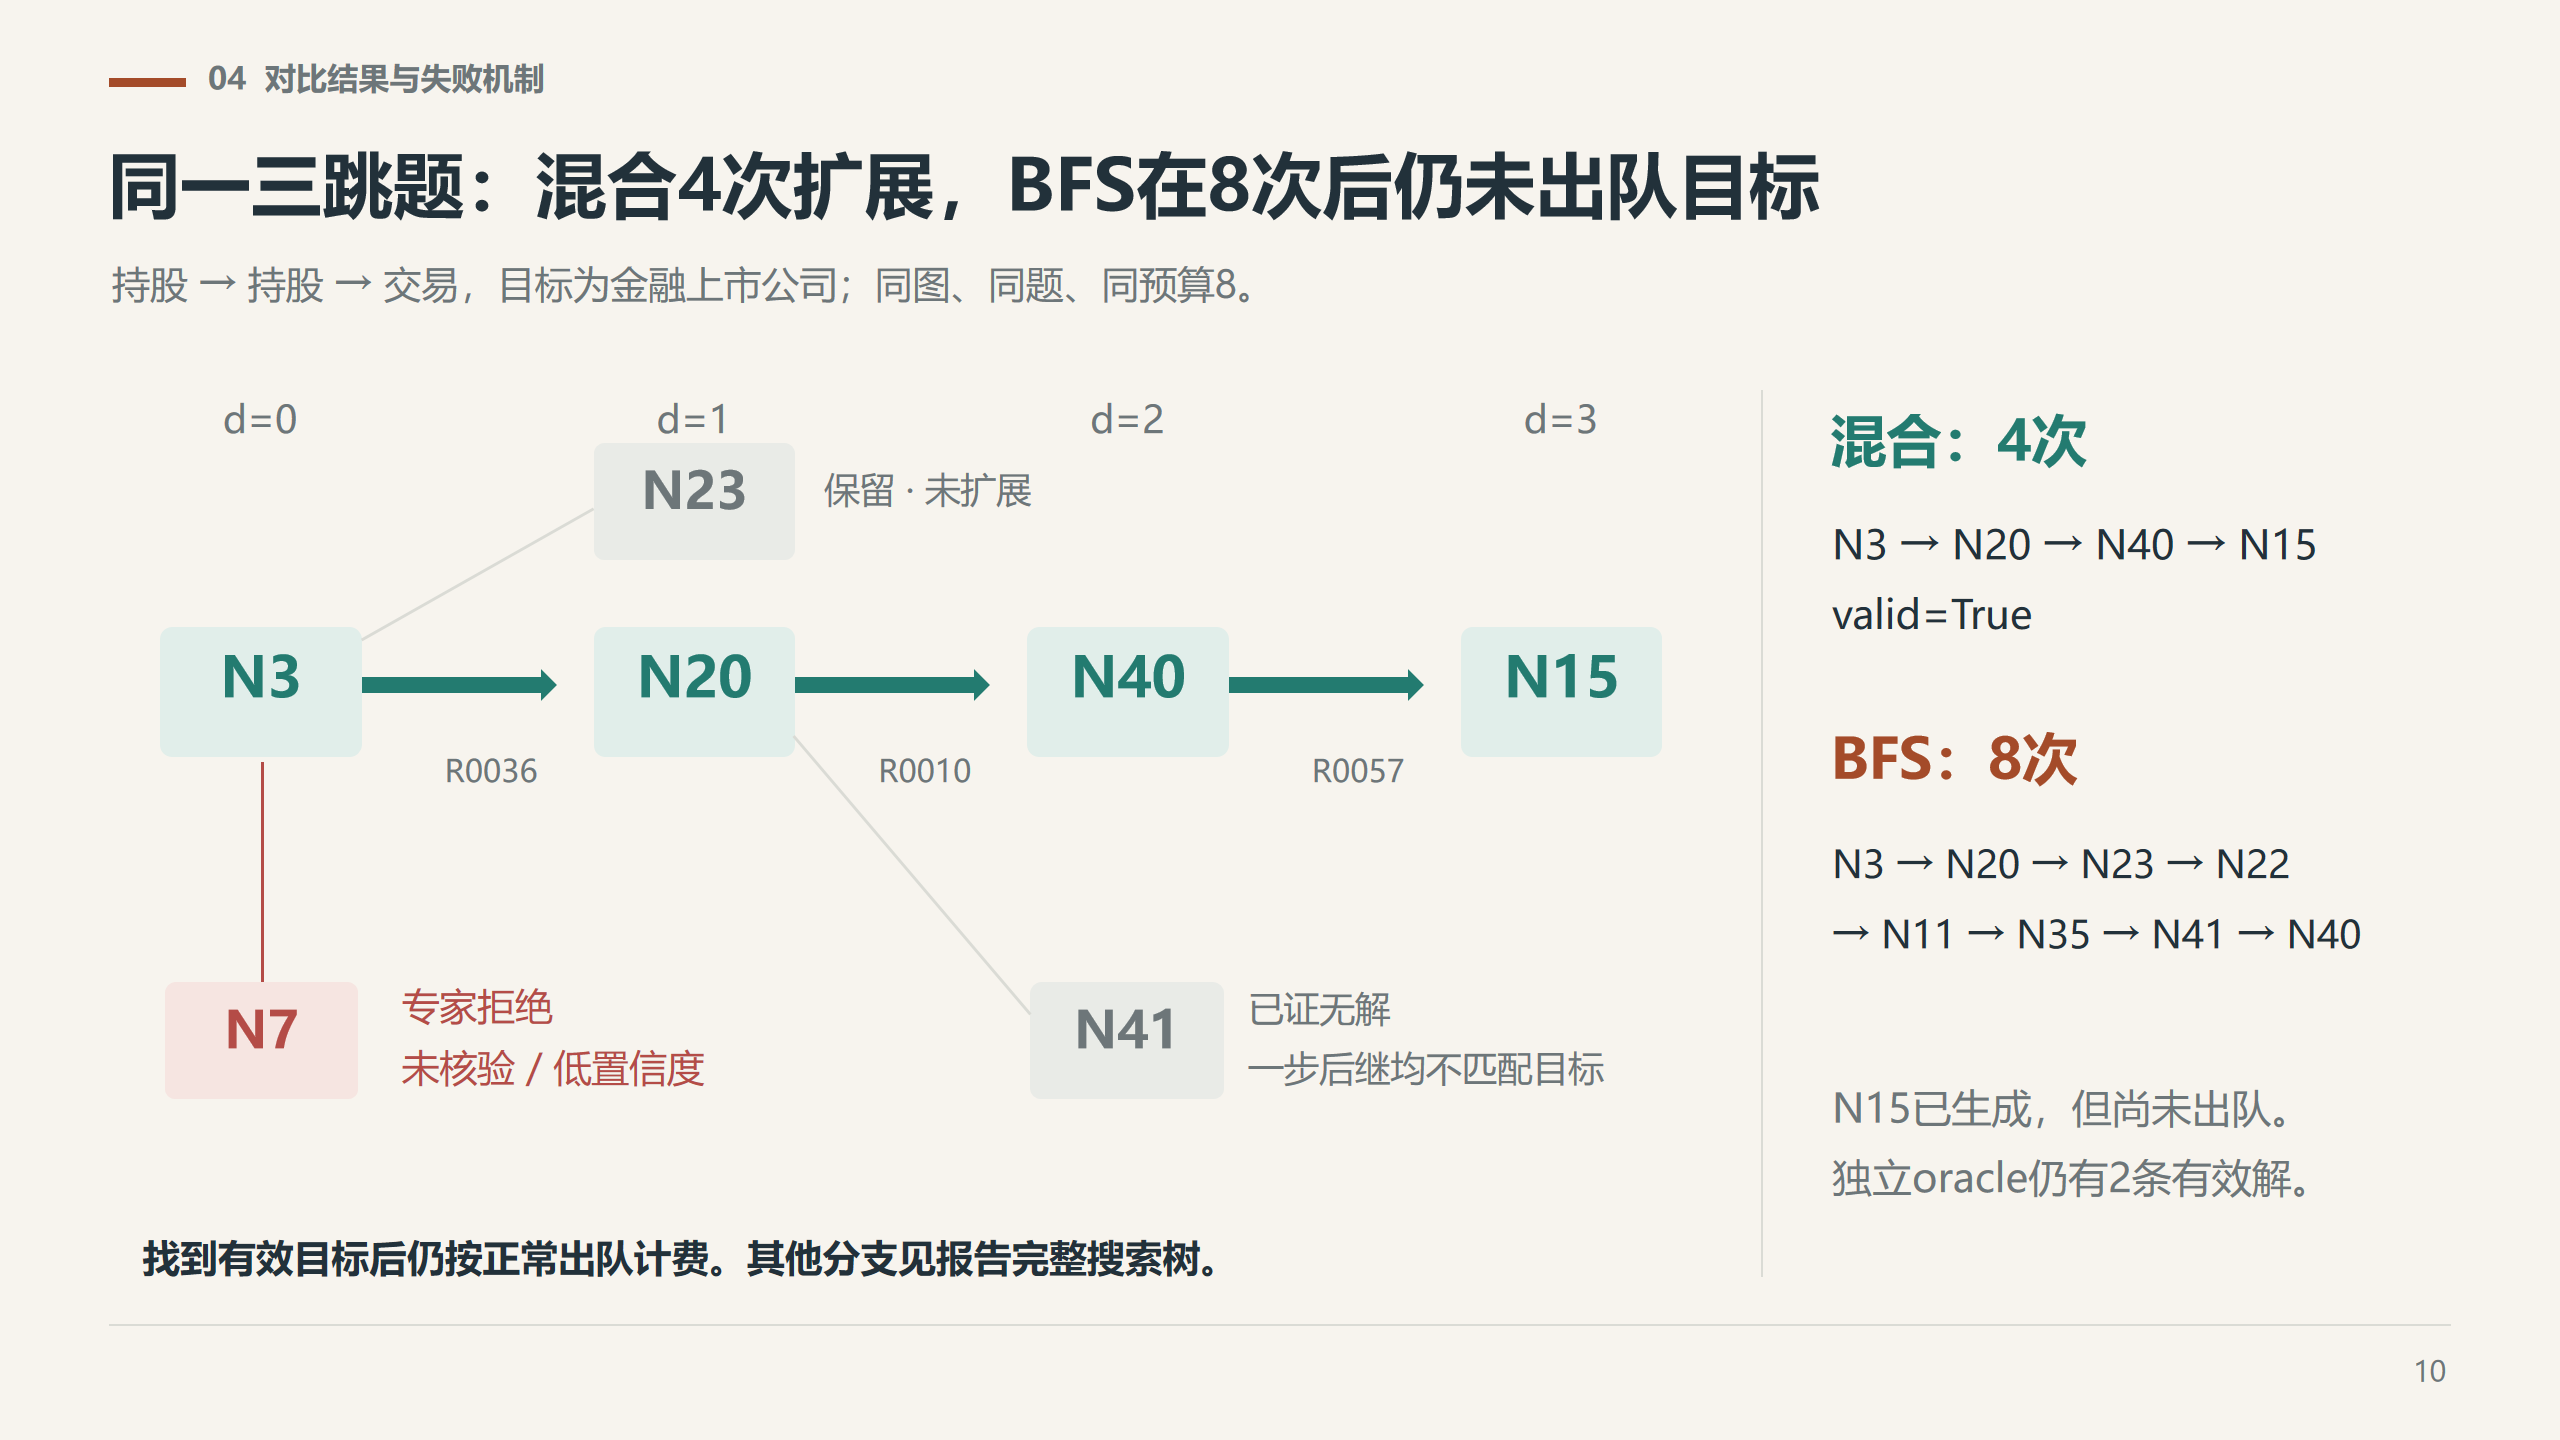 04 对比结果与失败机制
同一三跳题：混合4次扩展，BFS在8次后仍未出队目标
持股 → 持股 → 交易，目标为金融上市公司；同图、同题、同预算8。
d=0
d=1
d=2
d=3
N23
保留 · 未扩展
N3
N20
N40
N15
R0036
R0010
R0057
N7
专家拒绝
未核验 / 低置信度
N41
已证无解
一步后继均不匹配目标
找到有效目标后仍按正常出队计费。其他分支见报告完整搜索树。
混合：4次
N3 → N20 → N40 → N15
valid=True
BFS：8次
N3 → N20 → N23 → N22
→ N11 → N35 → N41 → N40
N15已生成，但尚未出队。
独立oracle仍有2条有效解。
10